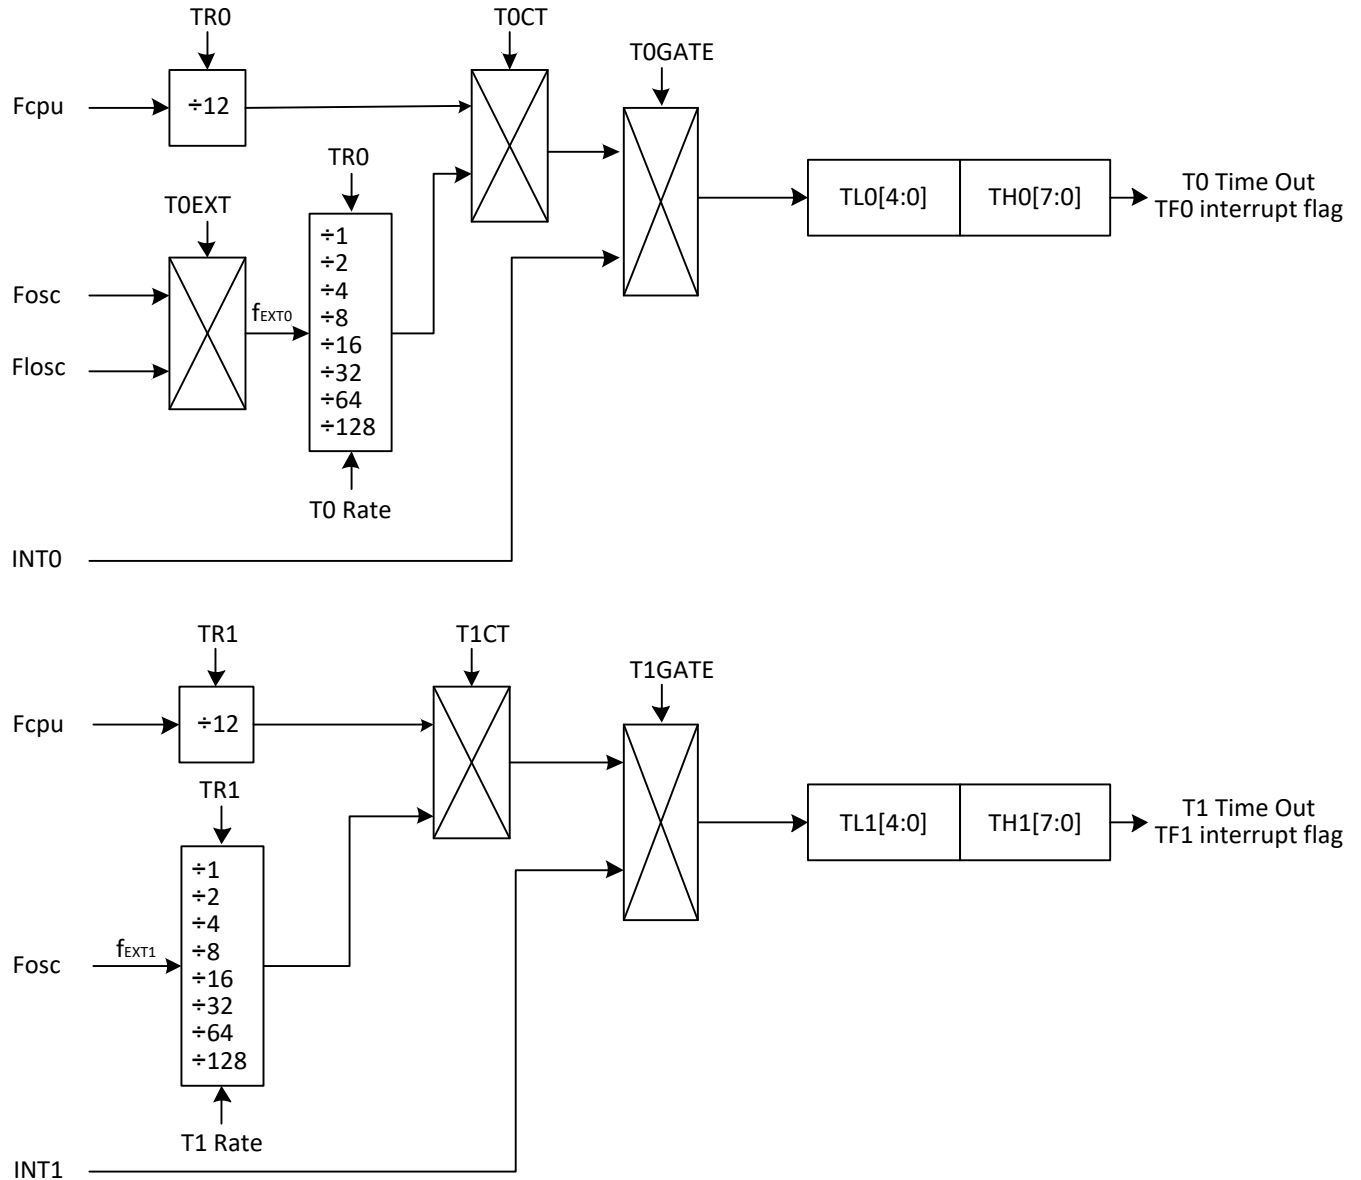 TR0
T0CT
T0GATE
Fcpu
÷12
TR0
T0EXT
TL0[4:0]
TH0[7:0]
T0 Time Out
TF0 interrupt flag
÷1
÷2
÷4
÷8
÷16
÷32
÷64
÷128
Fosc
fEXT0
Flosc
T0 Rate
INT0
TR1
T1CT
T1GATE
Fcpu
÷12
TR1
TL1[4:0]
TH1[7:0]
T1 Time Out
TF1 interrupt flag
÷1
÷2
÷4
÷8
÷16
÷32
÷64
÷128
Fosc
fEXT1
T1 Rate
INT1